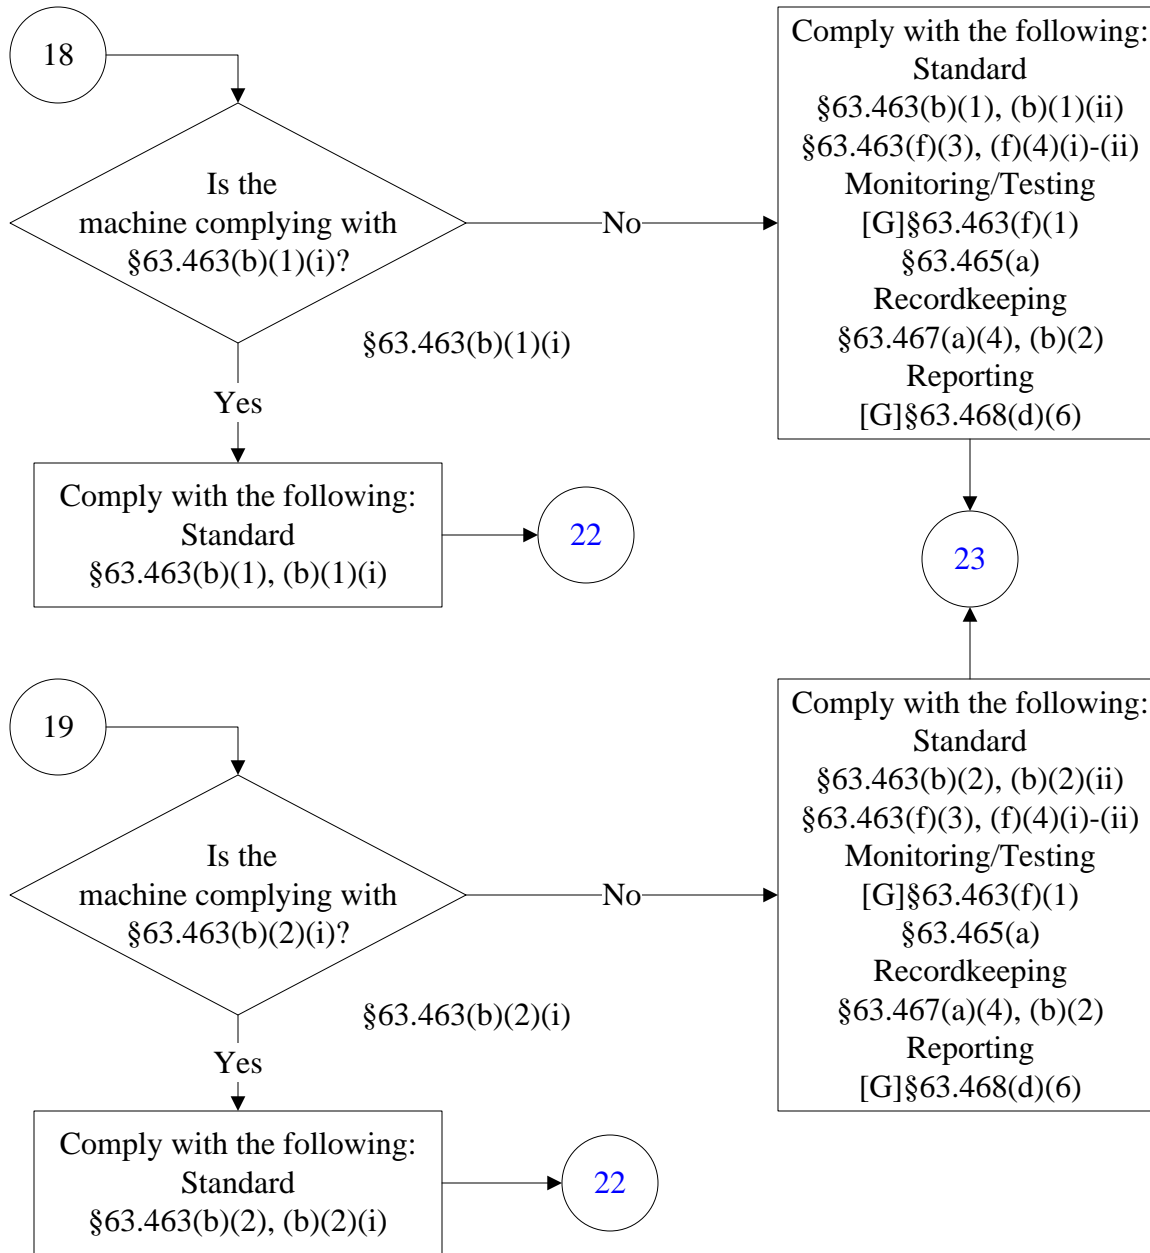 18
Is the
machine complying with
§63.463(b)(1)(i)?
No
§63.463(b)(1)(i)
Yes
Comply with the following:
Standard
§63.463(b)(1), (b)(1)(i)
22
Comply with the following:
Standard
§63.463(b)(1), (b)(1)(ii)
§63.463(f)(3), (f)(4)(i)-(ii)
Monitoring/Testing
[G]§63.463(f)(1)
§63.465(a)
Recordkeeping
§63.467(a)(4), (b)(2)
Reporting
[G]§63.468(d)(6)
23
19
Is the
machine complying with
§63.463(b)(2)(i)?
No
§63.463(b)(2)(i)
Yes
Comply with the following:
Standard
§63.463(b)(2), (b)(2)(i)
22
Comply with the following:
Standard
§63.463(b)(2), (b)(2)(ii)
§63.463(f)(3), (f)(4)(i)-(ii)
Monitoring/Testing
[G]§63.463(f)(1)
§63.465(a)
Recordkeeping
§63.467(a)(4), (b)(2)
Reporting
[G]§63.468(d)(6)